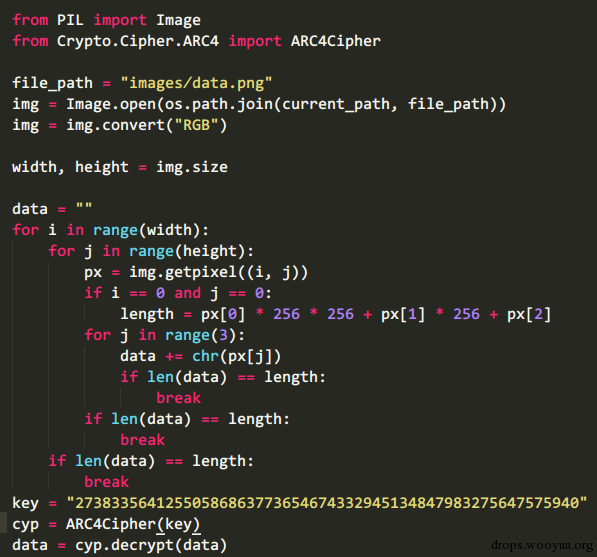 from PIL import Image
from Crypto.Cipher.ARC4 import ARC4Cipher
file_path = "images/data.png"
img = Image.open(os.path.join(current_path, file_path))
img = img.convert("RGB")
width, height = img.size
data = ""
for i in range(width):
    for j in range(height):
        px = img.getpixel((i, j))
        if i == 0 and j == 0:
            length = px[0] * 256 * 256 + px[1] * 256 + px[2]
        for j in range(3):
            data += chr(px[j])
            if len(data) == length:
                break
        if len(data) == length:
            break
    if len(data) == length:
        break
key = "27383356412550586863773654674332945134847983275647575940"
cyp = ARC4Cipher(key)
data = cyp.decrypt(data)
drops.wooyun.org